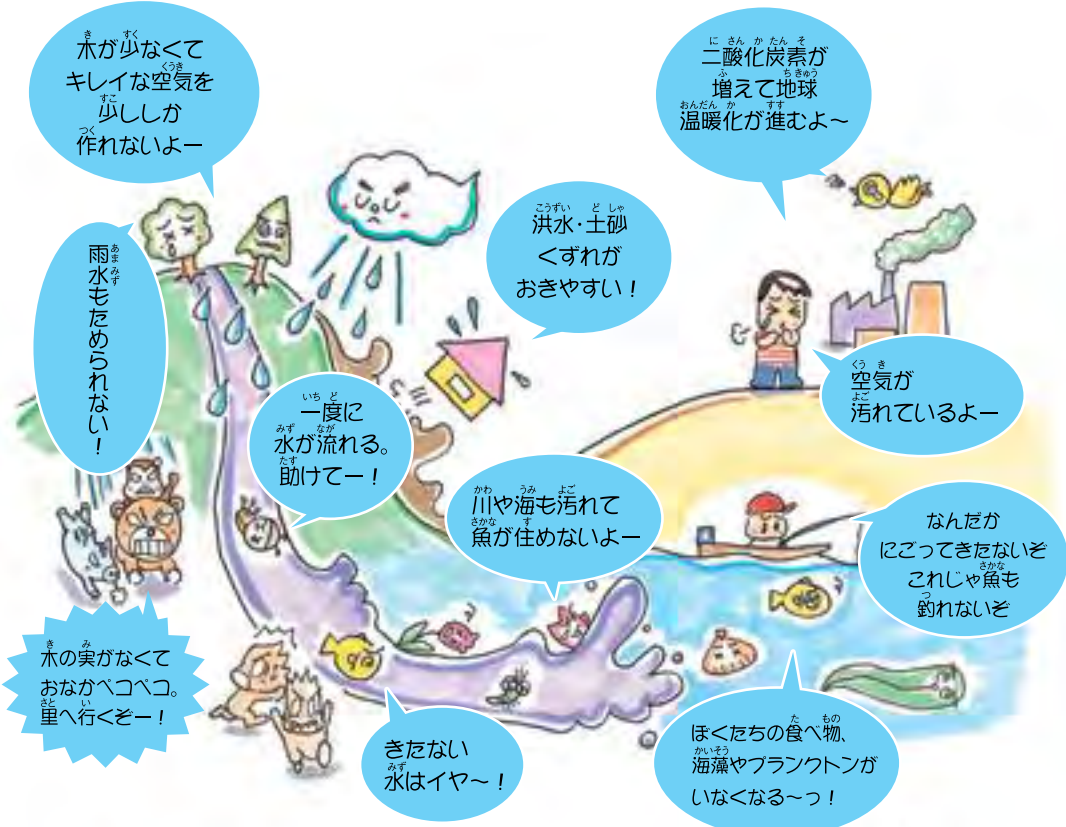 木が少なくて
キレイな空気を
少ししか
作れないよー
二酸化炭素が
増えて地球
温暖化が進むよ～
洪水・土砂
くずれが
おきやすい！
雨水もためられない！
空気が
汚れているよー
一度に
水が流れる。
助けてー！
川や海も汚れて
魚が住めないよー
なんだか
にごってきたないぞ
これじゃ魚も
釣れないぞ
木の実がなくて
おなかペコペコ。
里へ行くぞー！
きたない
水はイヤ～！
ぼくたちの食べ物、
海藻やプランクトンが
いなくなる～っ！